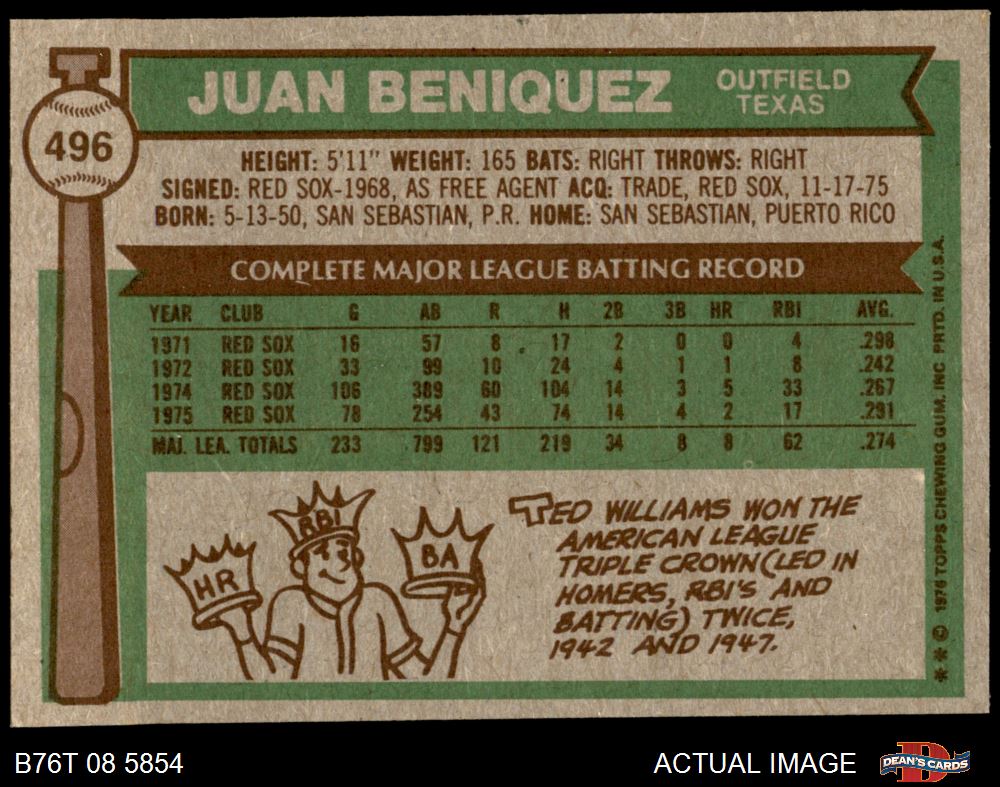 JUAN BENIQUEZ OUTFIELD
TEXAS
496
HEIGHT: 5'11" WEIGHT: 165 BATS: RIGHT THROWS: RIGHT
SIGNED: RED SOX-1968, AS FREE AGENT ACQ: TRADE, RED SOX, 11-17-75
BORN: 5-13-50, SAN SEBASTIAN, P.R. HOME: SAN SEBASTIAN, PUERTO RICO
COMPLETE MAJOR LEAGUE BATTING RECORD
YEAR CLUB G AB R H 2B 3B HR RBI AVG.
1971 RED SOX 16 57 8 17 2 0 0 4 .298
1972 RED SOX 33 99 10 24 4 1 1 8 .242
1974 RED SOX 106 389 60 104 14 3 5 33 .267
1975 RED SOX 78 254 43 74 14 4 2 17 .291
MAJ. LEA. TOTALS 233 799 121 219 34 8 8 62 .274
HR
RBI
BA
TED WILLIAMS WON THE
AMERICAN LEAGUE
TRIPLE CROWN (LED IN
HOMERS, RBI'S AND
BATTING) TWICE,
1942 AND 1947.
** © 1976 TOPPS CHEWING GUM, INC. PRTD. IN U.S.A.
B76T 08 5854
ACTUAL IMAGE
D
DEAN'S CARDS